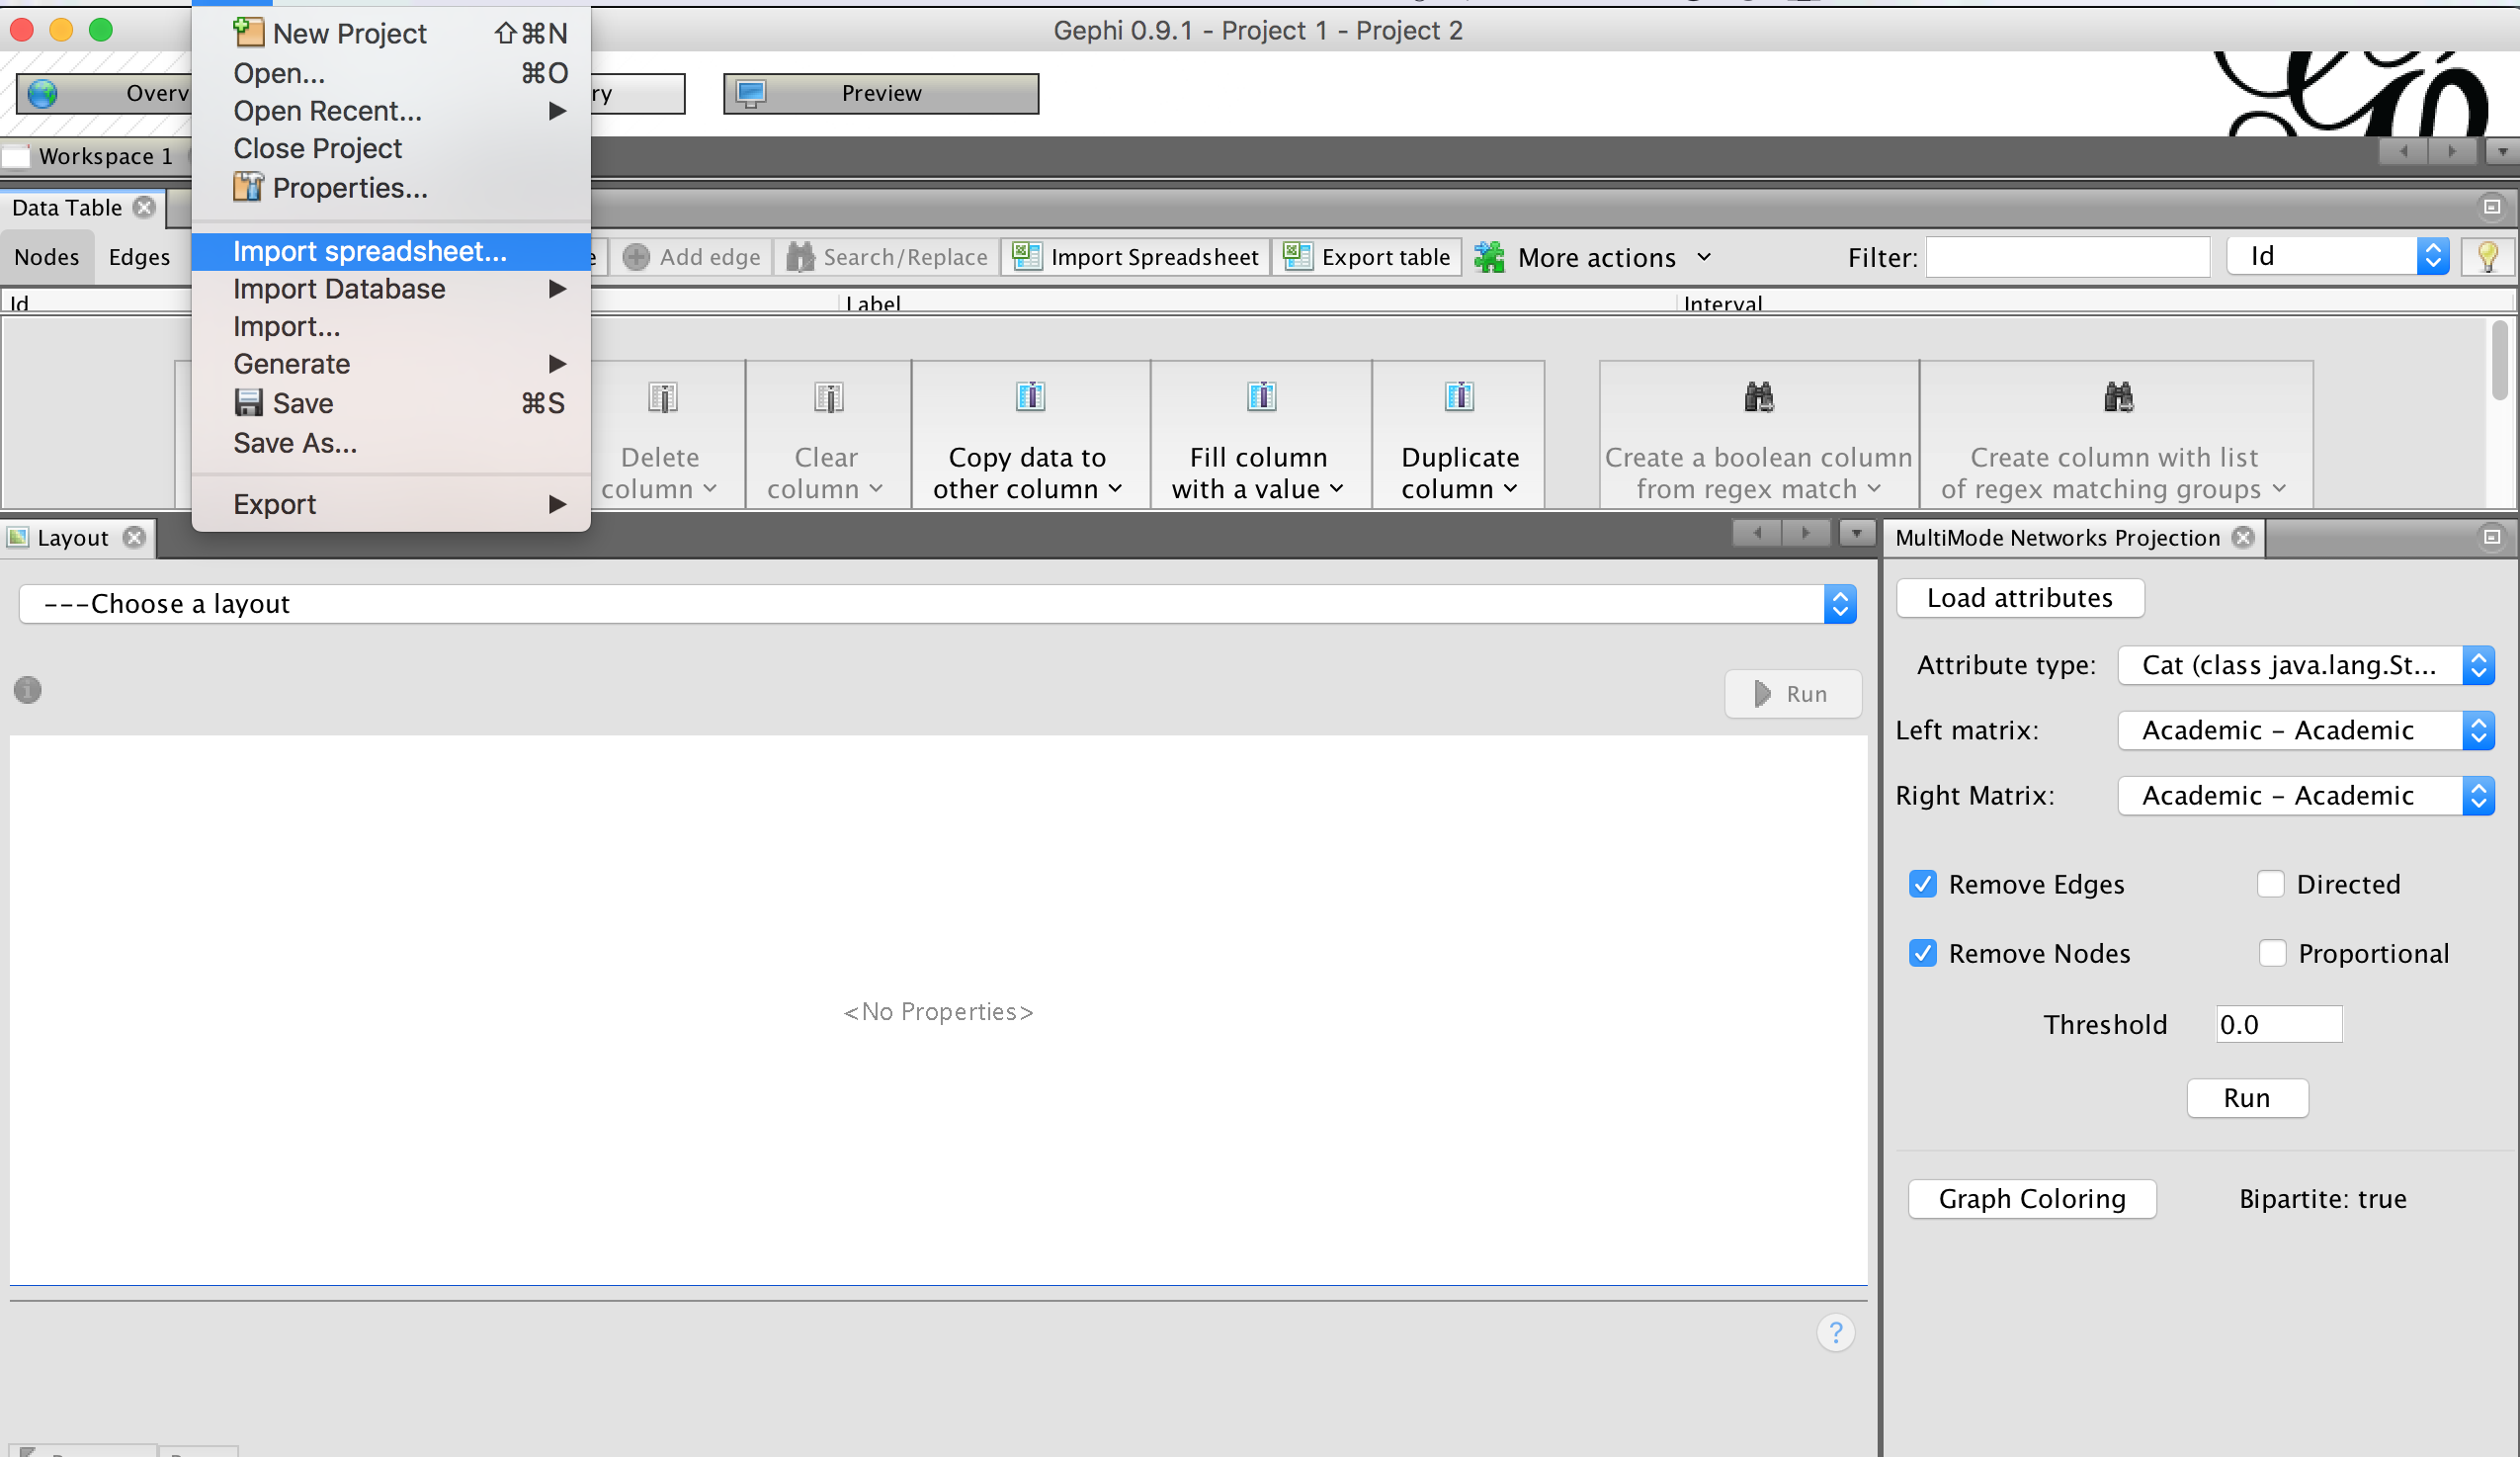 Gephi 0.9.1 - Project 1 - Project 2
New Project ⇧⌘N
Open... ⌘O
Open Recent... ▶
Close Project
Properties...
Import spreadsheet...
Import Database ▶
Import...
Generate ▶
Save ⌘S
Save As...
Export ▶
Overv
ry
Preview
Workspace 1
Data Table
Nodes Edges
Add edge Search/Replace Import Spreadsheet Export table More actions Filter: Id
Id Label Interval
Delete column
Clear column
Copy data to
other column
Fill column
with a value
Duplicate
column
Create a boolean column
from regex match
Create column with list
of regex matching groups
Layout
---Choose a layout
Run
<No Properties>
?
MultiMode Networks Projection
Load attributes
Attribute type: Cat (class java.lang.St...
Left matrix: Academic - Academic
Right Matrix: Academic - Academic
Remove Edges Directed
Remove Nodes Proportional
Threshold 0.0
Run
Graph Coloring Bipartite: true